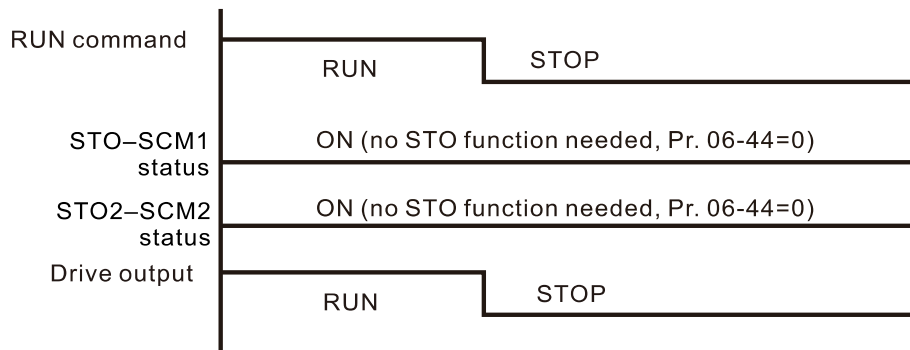 RUN command
RUN
STOP
STO–SCM1
status
ON (no STO function needed, Pr. 06-44=0)
STO2–SCM2
status
ON (no STO function needed, Pr. 06-44=0)
Drive output
RUN
STOP